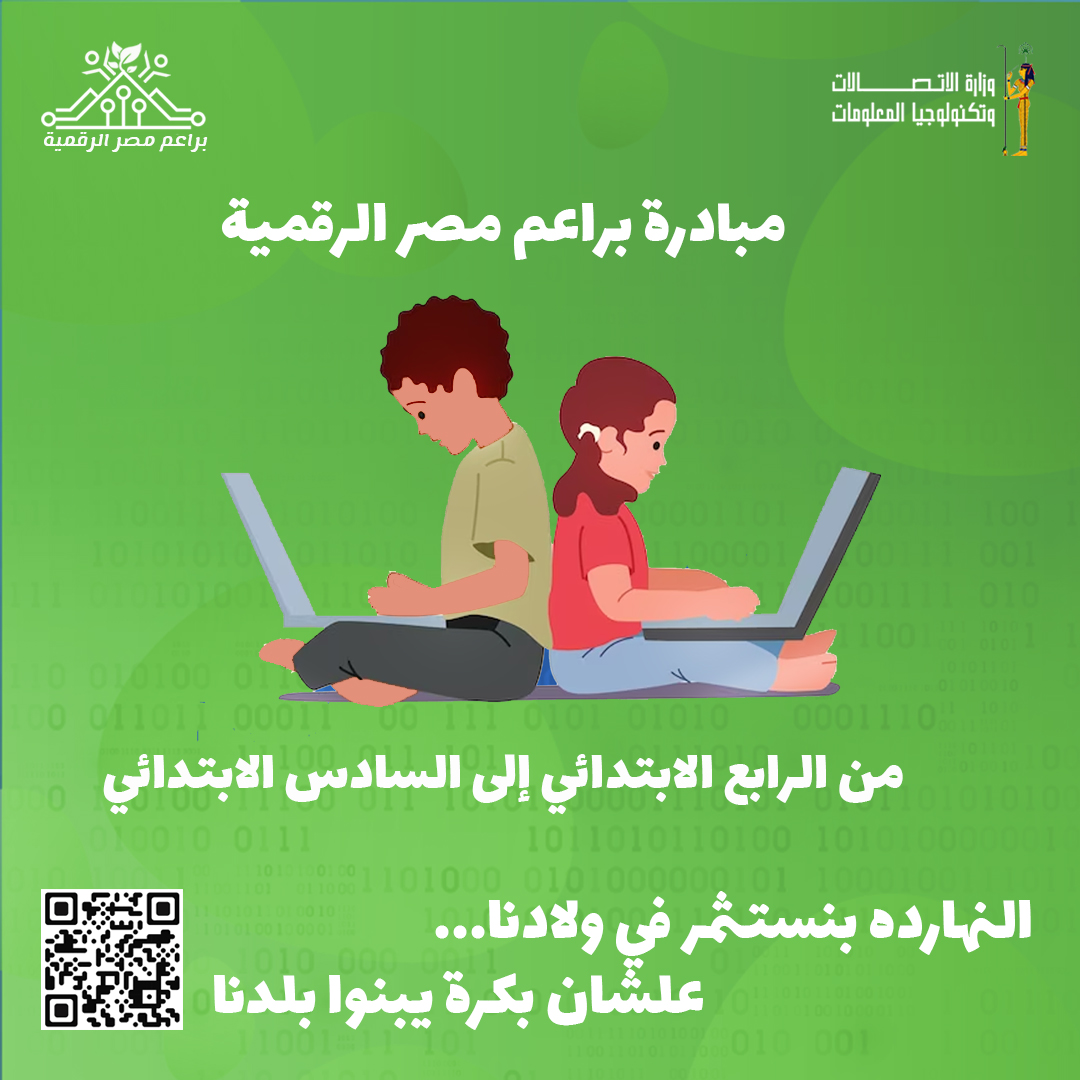 وزارة الاتصالات
وتكنولوجيا المعلومات
براعم مصر الرقمية
مبادرة براعم مصر الرقمية
من الرابع الابتدائي إلى السادس الابتدائي
النهارده بنستثمر في ولادنا...
علشان بكرة يبنوا بلدنا